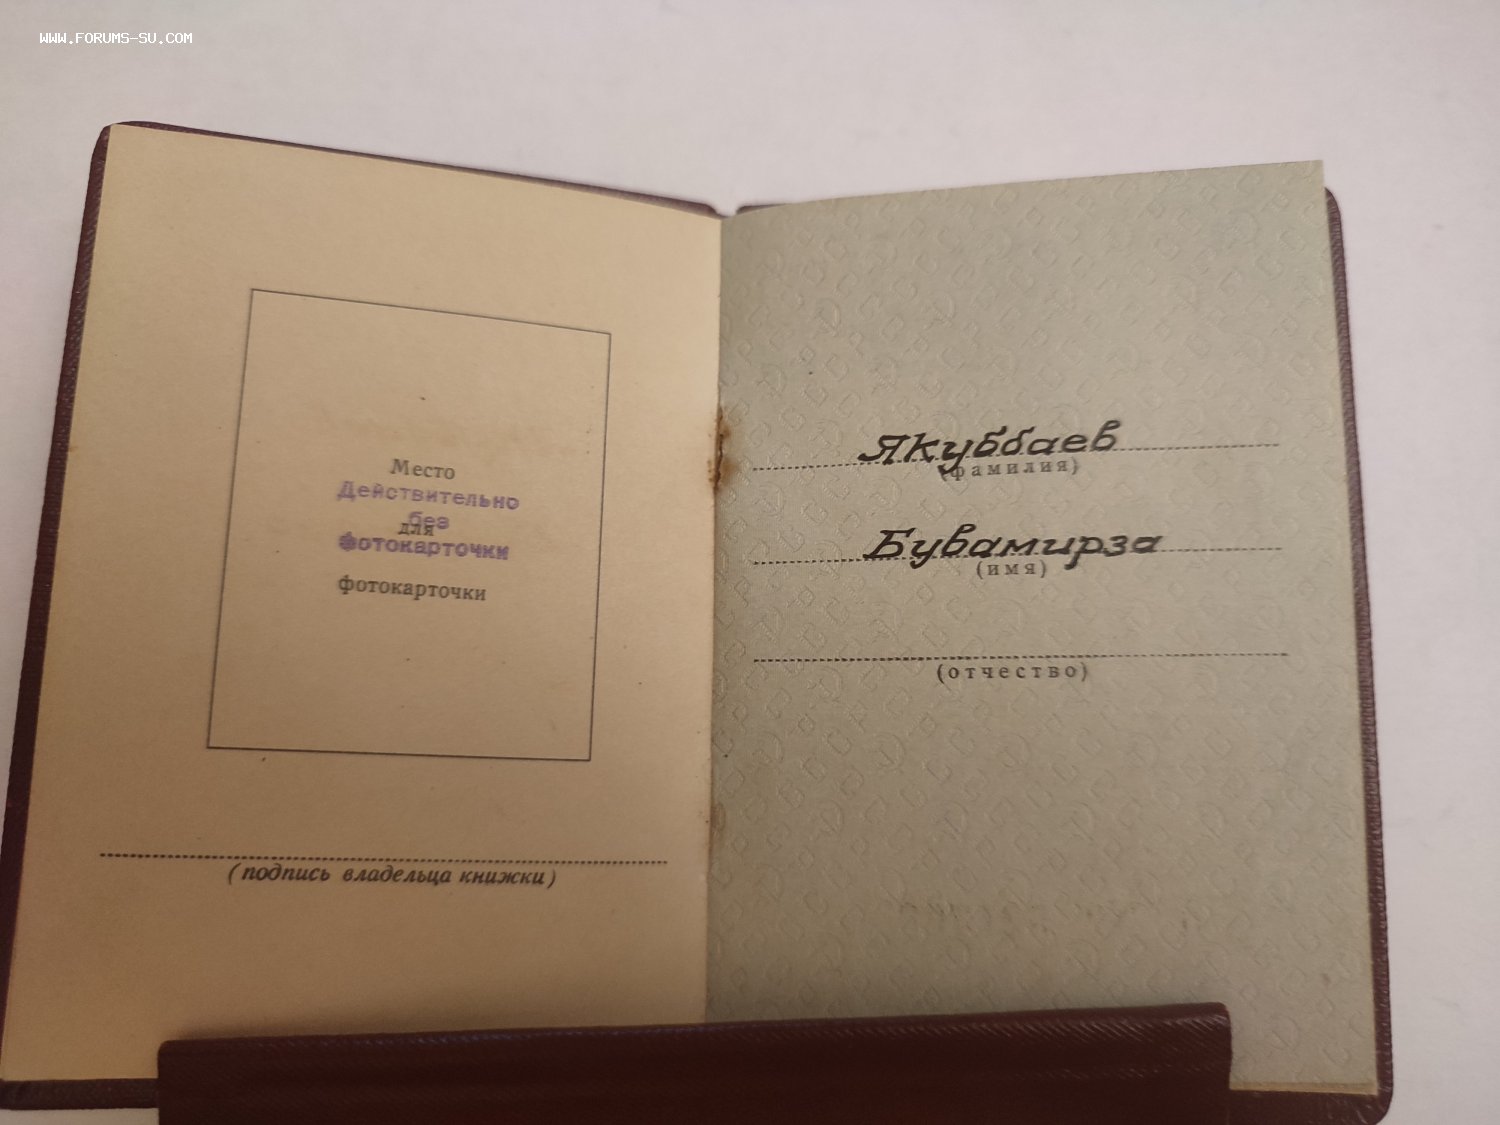 WWW.FORUMS-SU.COM
Место
Действительно
без
для
фотокарточки
фотокарточки
(подпись владельца книжки)
Якуббаев
(фамилия)
Бувамирза
(имя)
(отчество)